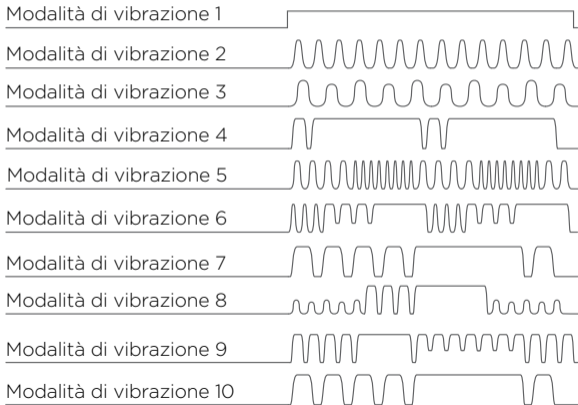 Modalità di vibrazione 1
Modalità di vibrazione 2
Modalità di vibrazione 3
Modalità di vibrazione 4
Modalità di vibrazione 5
Modalità di vibrazione 6
Modalità di vibrazione 7
Modalità di vibrazione 8
Modalità di vibrazione 9
Modalità di vibrazione 10